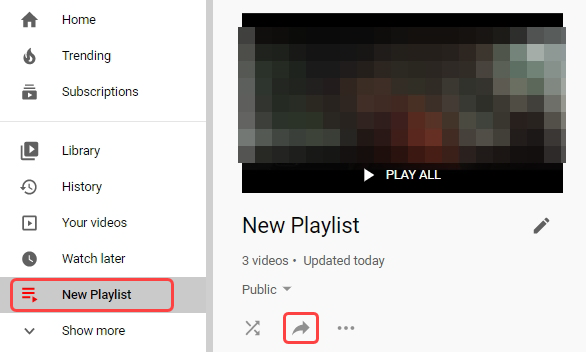 Home
Trending
Subscriptions
Library
History
Your videos
Watch later
New Playlist
Show more
PLAY ALL
New Playlist
3 videos • Updated today
Public